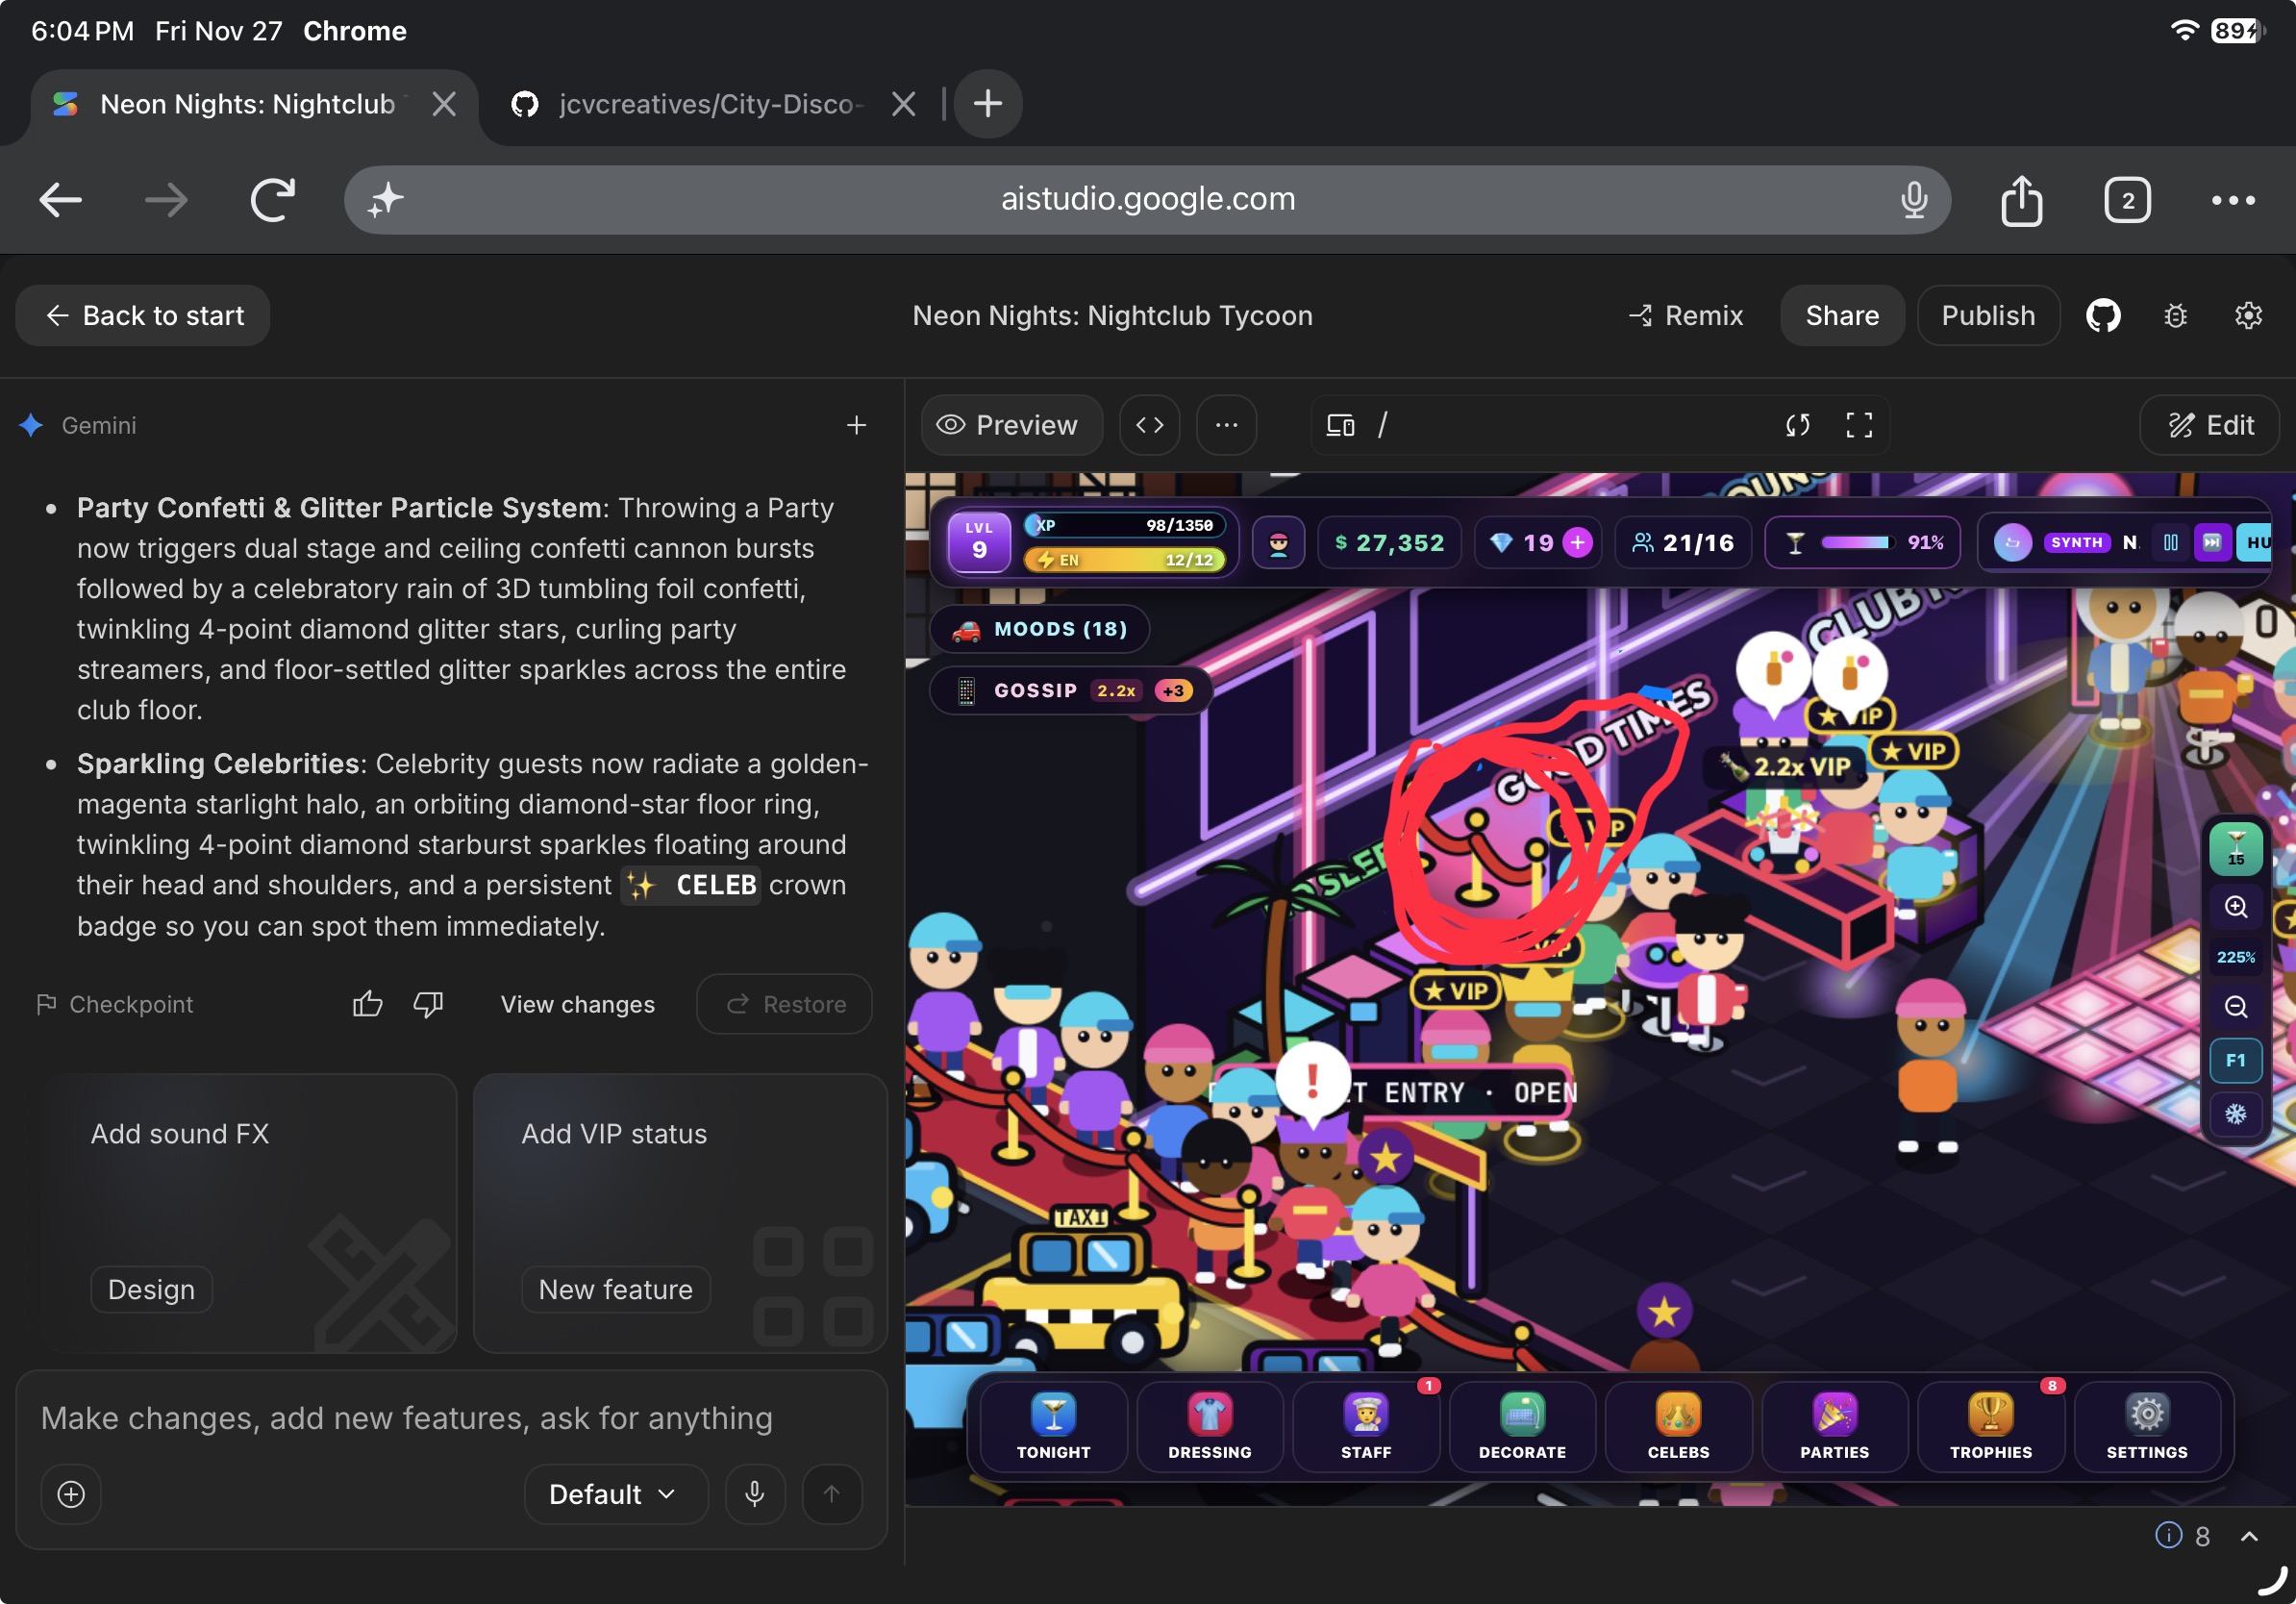 6:04 PM Fri Nov 27 Chrome
89
Neon Nights: Nightclub
jcvcreatives/City-Disco-
aistudio.google.com
2
Back to start
Neon Nights: Nightclub Tycoon
Remix
Share
Publish
Gemini
Preview
/
Edit
Party Confetti & Glitter Particle System: Throwing a Party
now triggers dual stage and ceiling confetti cannon bursts
followed by a celebratory rain of 3D tumbling foil confetti,
twinkling 4-point diamond glitter stars, curling party
streamers, and floor-settled glitter sparkles across the entire
club floor.
Sparkling Celebrities: Celebrity guests now radiate a golden-
magenta starlight halo, an orbiting diamond-star floor ring,
twinkling 4-point diamond starburst sparkles floating around
their head and shoulders, and a persistent ✨ CELEB crown
badge so you can spot them immediately.
Checkpoint
View changes
Restore
Add sound FX
Design
Add VIP status
New feature
Make changes, add new features, ask for anything
Default
LVL
9
XP 98/1350
EN 12/12
$ 27,352
19 +
21/16
91%
SYNTH N
HU
MOODS (18)
GOSSIP 2.2x +3
CLUB
GOOD TIMES
VIP
VIP
2.2x VIP
VIP
SLEE
VIP
VIP
T ENTRY · OPEN
!
TAXI
15
225%
F1
TONIGHT
DRESSING
1
STAFF
DECORATE
CELEBS
PARTIES
8
TROPHIES
SETTINGS
8